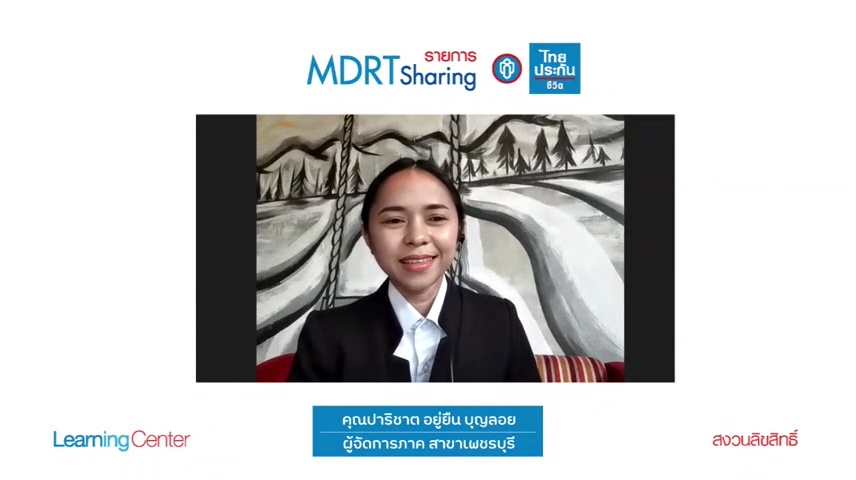 MDRT รายการ
Sharing
ไทย
ประกัน
ชีวิต
คุณปาริชาต อยู่ยืน บุญลอย
ผู้จัดการภาค สาขาเพชรบุรี
Learning Center
สงวนลิขสิทธิ์